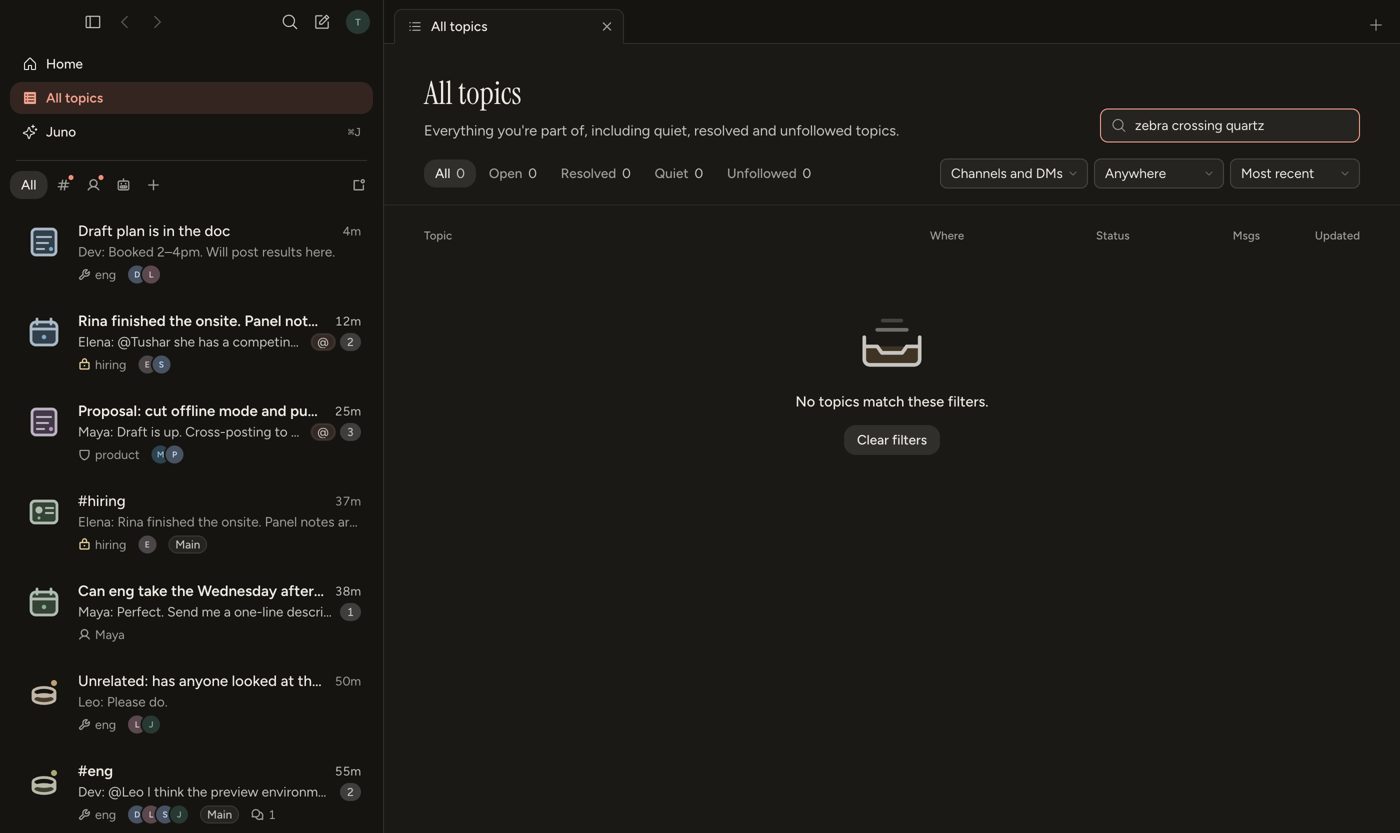 T
Home
All topics
Juno ⌘J
All
Draft plan is in the doc 4m
Dev: Booked 2–4pm. Will post results here.
eng D L
Rina finished the onsite. Panel not... 12m
Elena: @Tushar she has a competin... @ 2
hiring E S
Proposal: cut offline mode and pu... 25m
Maya: Draft is up. Cross-posting to ... @ 3
product M P
#hiring 37m
Elena: Rina finished the onsite. Panel notes ar...
hiring E Main
Can eng take the Wednesday after... 38m
Maya: Perfect. Send me a one-line descri... 1
Maya
Unrelated: has anyone looked at th... 50m
Leo: Please do.
eng L J
#eng 55m
Dev: @Leo I think the preview environm... 2
eng D L S J Main 1
All topics
All topics
Everything you're part of, including quiet, resolved and unfollowed topics.
zebra crossing quartz
All 0 Open 0 Resolved 0 Quiet 0 Unfollowed 0
Channels and DMs Anywhere Most recent
Topic Where Status Msgs Updated
No topics match these filters.
Clear filters